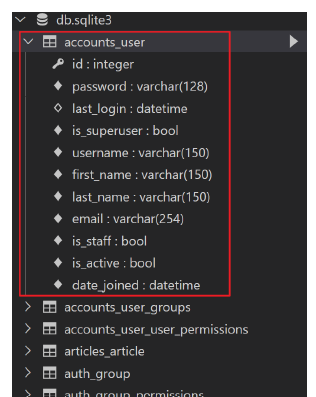 db.sqlite3
accounts_user
id : integer
password : varchar(128)
last_login : datetime
is_superuser : bool
username : varchar(150)
first_name : varchar(150)
last_name : varchar(150)
email : varchar(254)
is_staff : bool
is_active : bool
date_joined : datetime
accounts_user_groups
accounts_user_user_permissions
articles_article
auth_group
auth_group_permissions